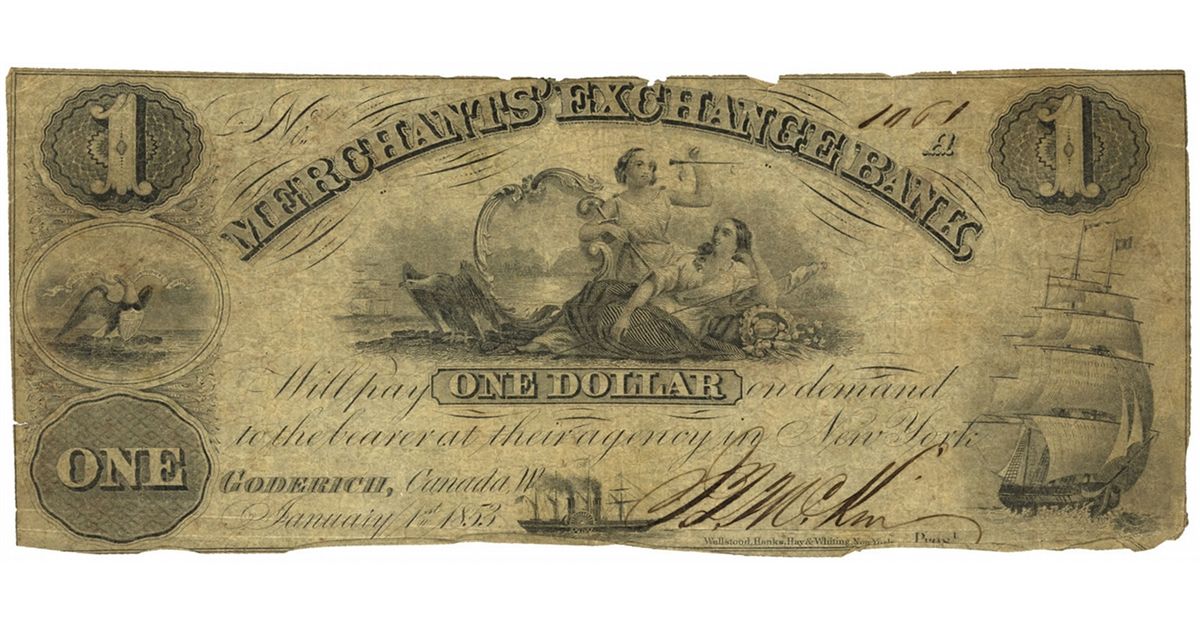 1
No.
MERCHANTS' EXCHANGE BANK
1061
A
1
Will pay ONE DOLLAR on demand
to the bearer at their agency in New York
ONE
GODERICH, Canada W.
January 1st 1853
Wellstood, Hanks, Hay & Whiting, New York
Prest